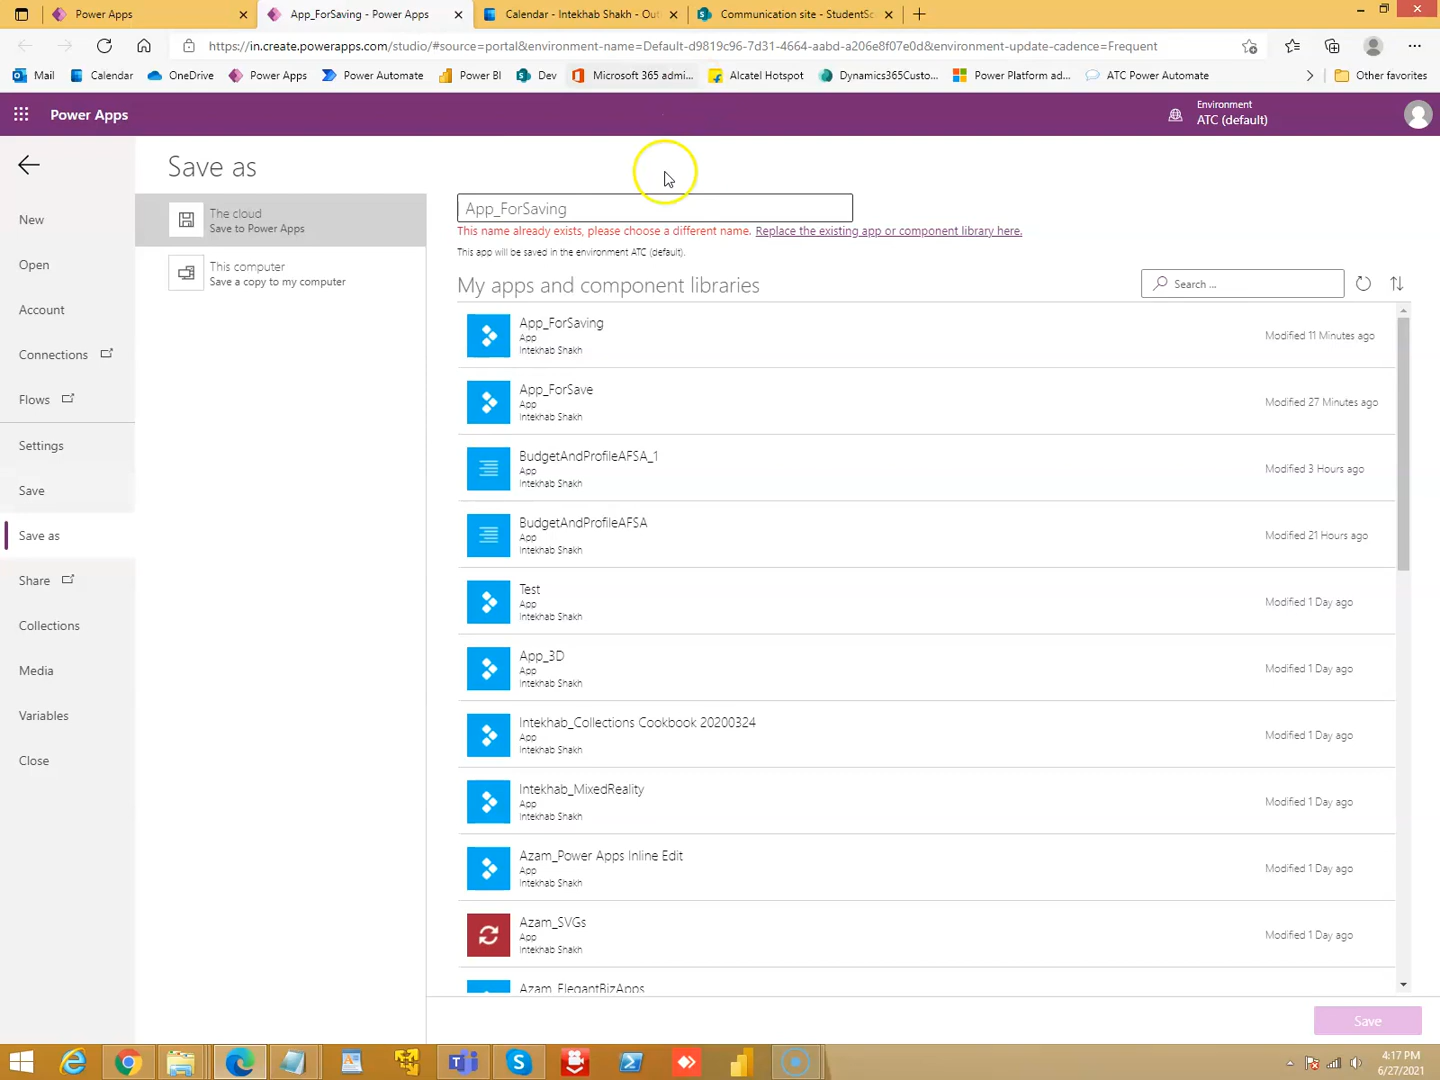 Power Apps
App_ForSaving - Power Apps
Calendar - Intekhab Shakh - Out
Communication site - StudentSc
https://in.create.powerapps.com/studio/#source=portal&environment-name=Default-d9819c96-7d31-4664-aabd-a206e8f07e0d&environment-update-cadence=Frequent
Mail
Calendar
OneDrive
Power Apps
Power Automate
Power BI
Dev
Microsoft 365 admi...
Alcatel Hotspot
Dynamics365Custo...
Power Platform ad...
ATC Power Automate
Other favorites
Power Apps
Environment
ATC (default)
Save as
New
Open
Account
Connections
Flows
Settings
Save
Save as
Share
Collections
Media
Variables
Close
The cloud
Save to Power Apps
This computer
Save a copy to my computer
App_ForSaving
This name already exists, please choose a different name. Replace the existing app or component library here.
This app will be saved in the environment ATC (default).
My apps and component libraries
Search ...
App_ForSaving
App
Intekhab Shakh
Modified 11 Minutes ago
App_ForSave
App
Intekhab Shakh
Modified 27 Minutes ago
BudgetAndProfileAFSA_1
App
Intekhab Shakh
Modified 3 Hours ago
BudgetAndProfileAFSA
App
Intekhab Shakh
Modified 21 Hours ago
Test
App
Intekhab Shakh
Modified 1 Day ago
App_3D
App
Intekhab Shakh
Modified 1 Day ago
Intekhab_Collections Cookbook 20200324
App
Intekhab Shakh
Modified 1 Day ago
Intekhab_MixedReality
App
Intekhab Shakh
Modified 1 Day ago
Azam_Power Apps Inline Edit
App
Intekhab Shakh
Modified 1 Day ago
Azam_SVGs
App
Intekhab Shakh
Modified 1 Day ago
Azam_ElegantBizApps
Save
4:17 PM
6/27/2021